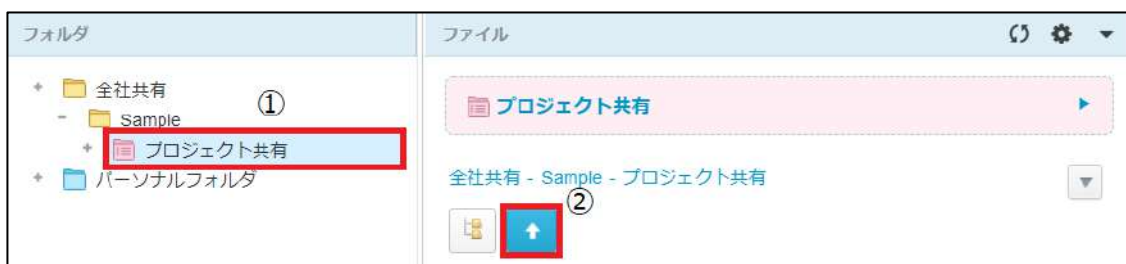 フォルダ
全社共有
①
Sample
プロジェクト共有
パーソナルフォルダ
ファイル
プロジェクト共有
全社共有 - Sample - プロジェクト共有
②